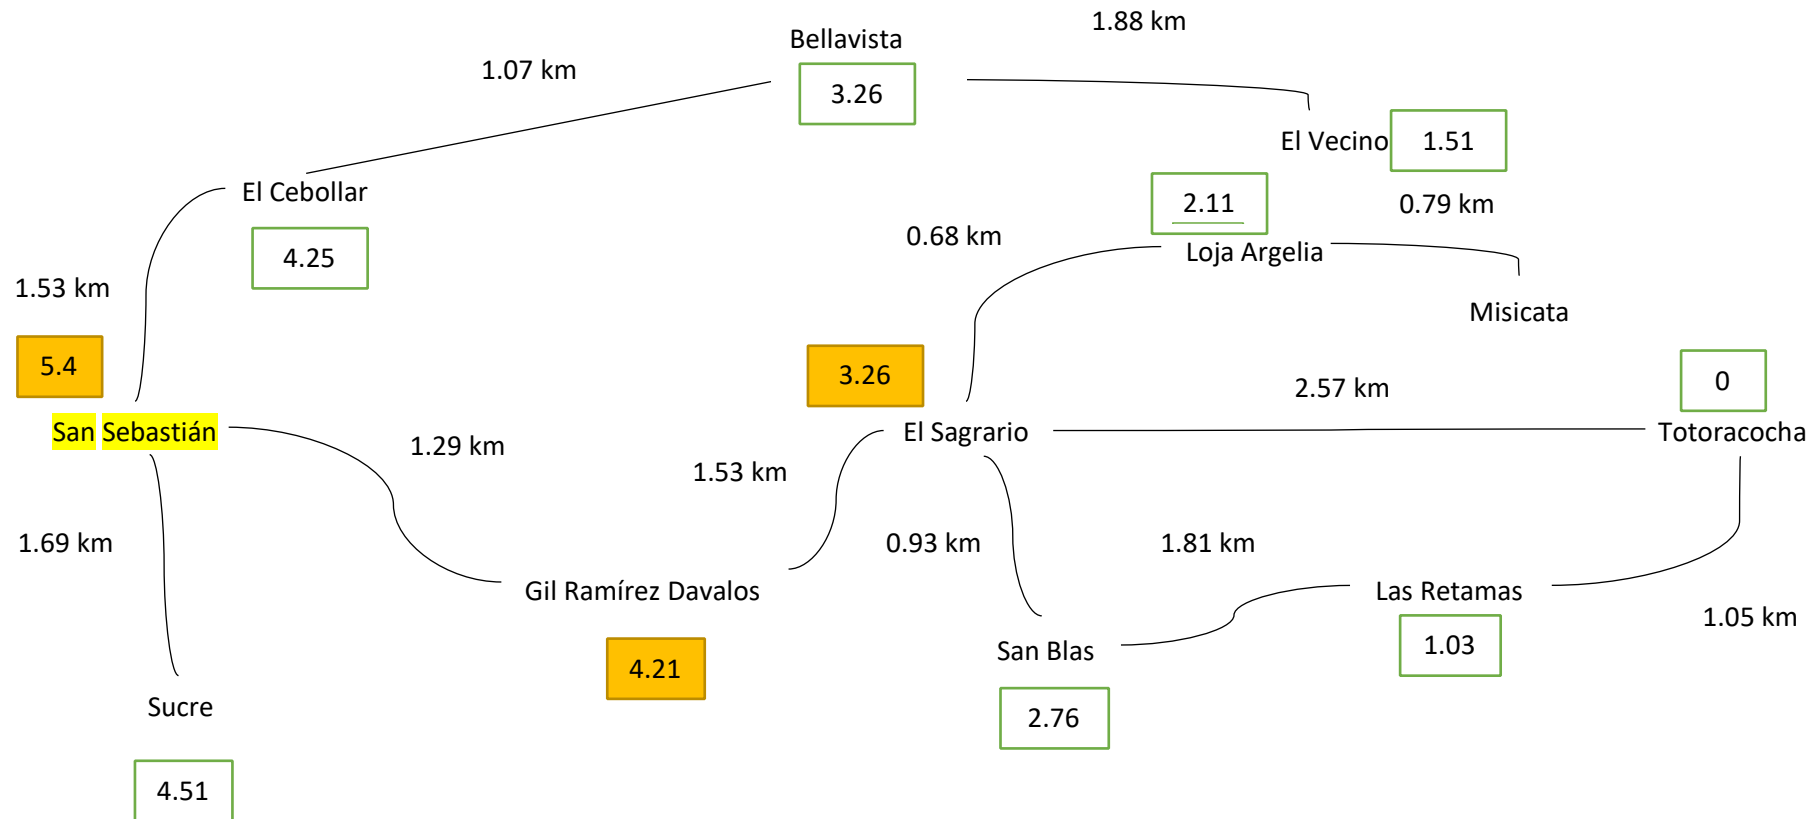 1.88 km
Bellavista
1.07 km
3.26
El Vecino
1.51
El Cebollar
2.11
0.79 km
0.68 km
Loja Argelia
4.25
1.53 km
Misicata
5.4
3.26
0
2.57 km
San Sebastián
1.29 km
El Sagrario
Totoracocha
1.53 km
1.69 km
0.93 km
1.81 km
Gil Ramírez Davalos
Las Retamas
1.05 km
San Blas
1.03
4.21
Sucre
2.76
4.51